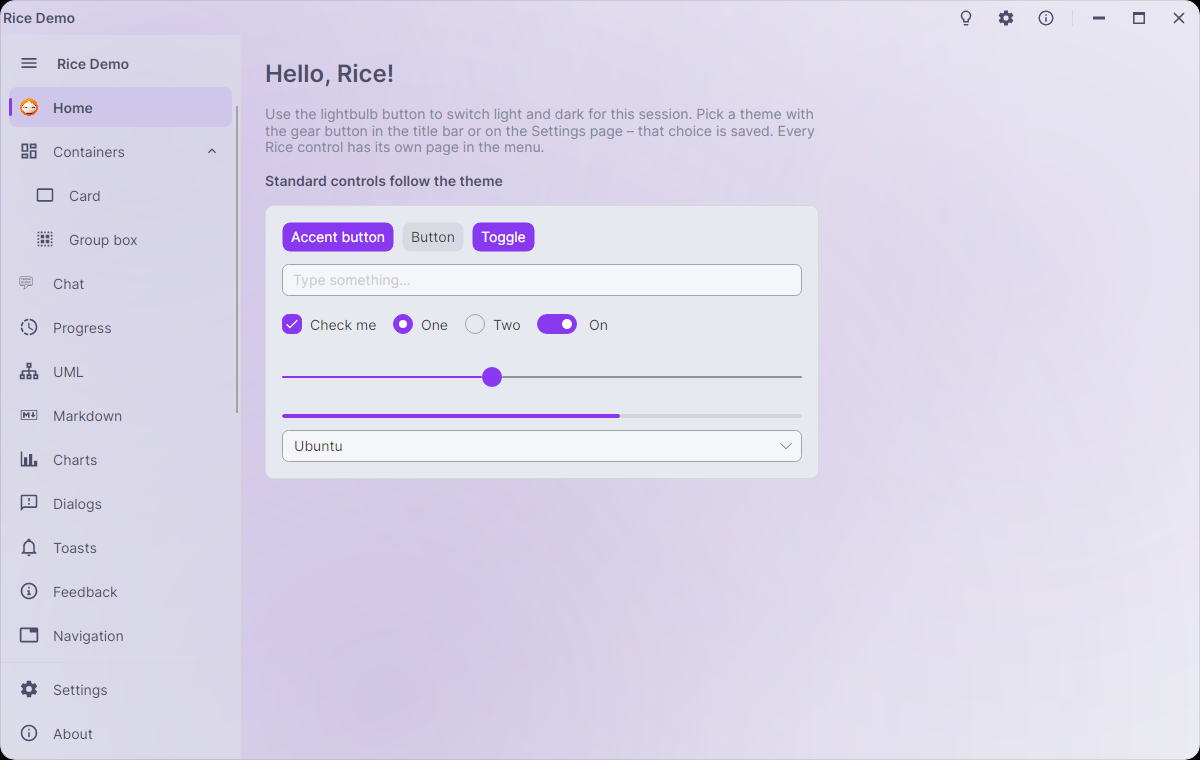 Rice Demo
Rice Demo
Home
Containers
Card
Group box
Chat
Progress
UML
Markdown
Charts
Dialogs
Toasts
Feedback
Navigation
Settings
About
Hello, Rice!
Use the lightbulb button to switch light and dark for this session. Pick a theme with
the gear button in the title bar or on the Settings page – that choice is saved. Every
Rice control has its own page in the menu.
Standard controls follow the theme
Accent button Button Toggle
Type something...
Check me One Two On
Ubuntu